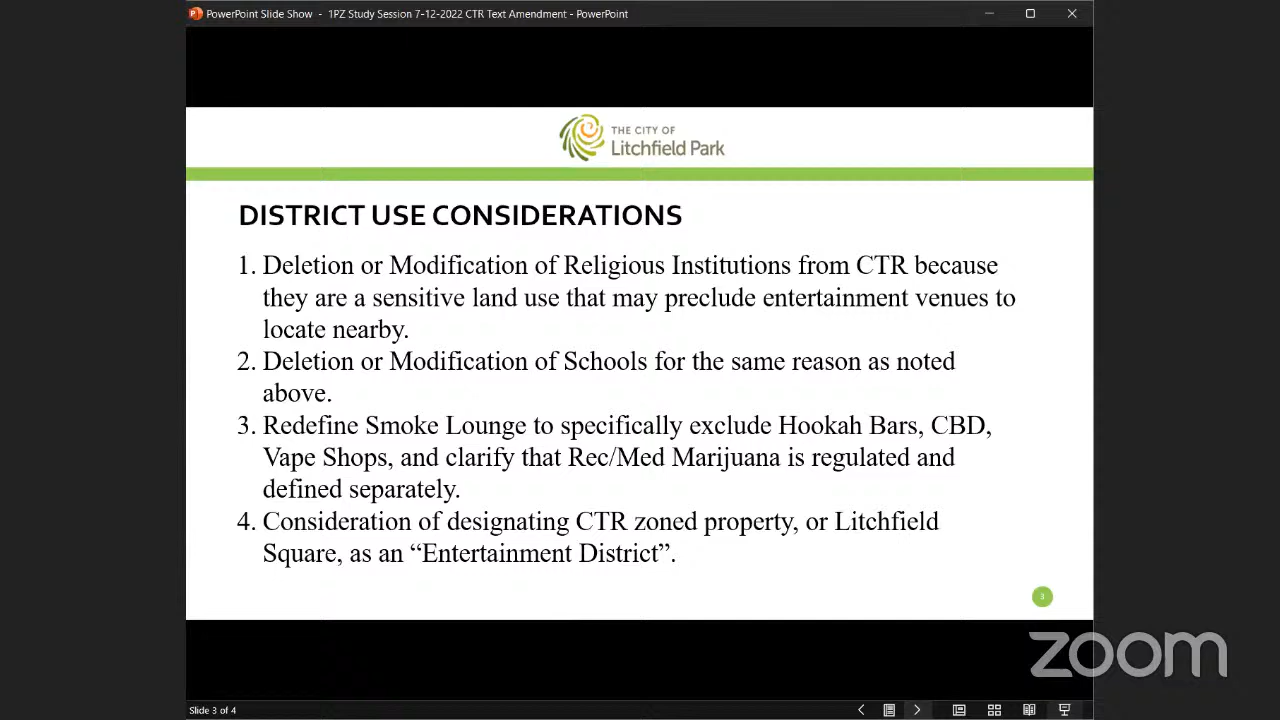 PowerPoint Slide Show - 1PZ Study Session 7-12-2022 CTR Text Amendment - PowerPoint
THE CITY OF
Litchfield Park
DISTRICT USE CONSIDERATIONS
1. Deletion or Modification of Religious Institutions from CTR because
they are a sensitive land use that may preclude entertainment venues to
locate nearby.
2. Deletion or Modification of Schools for the same reason as noted
above.
3. Redefine Smoke Lounge to specifically exclude Hookah Bars, CBD,
Vape Shops, and clarify that Rec/Med Marijuana is regulated and
defined separately.
4. Consideration of designating CTR zoned property, or Litchfield
Square, as an “Entertainment District”.
3
zoom
Slide 3 of 4